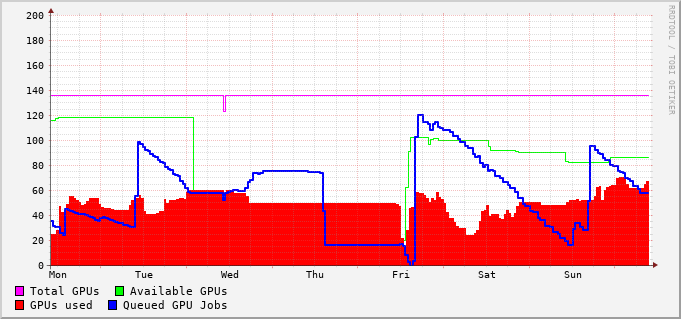 200
180
160
140
120
100
80
60
40
20
0
Mon Tue Wed Thu Fri Sat Sun
Total GPUs Available GPUs
GPUs used Queued GPU Jobs
RRDTOOL / TOBI OETIKER